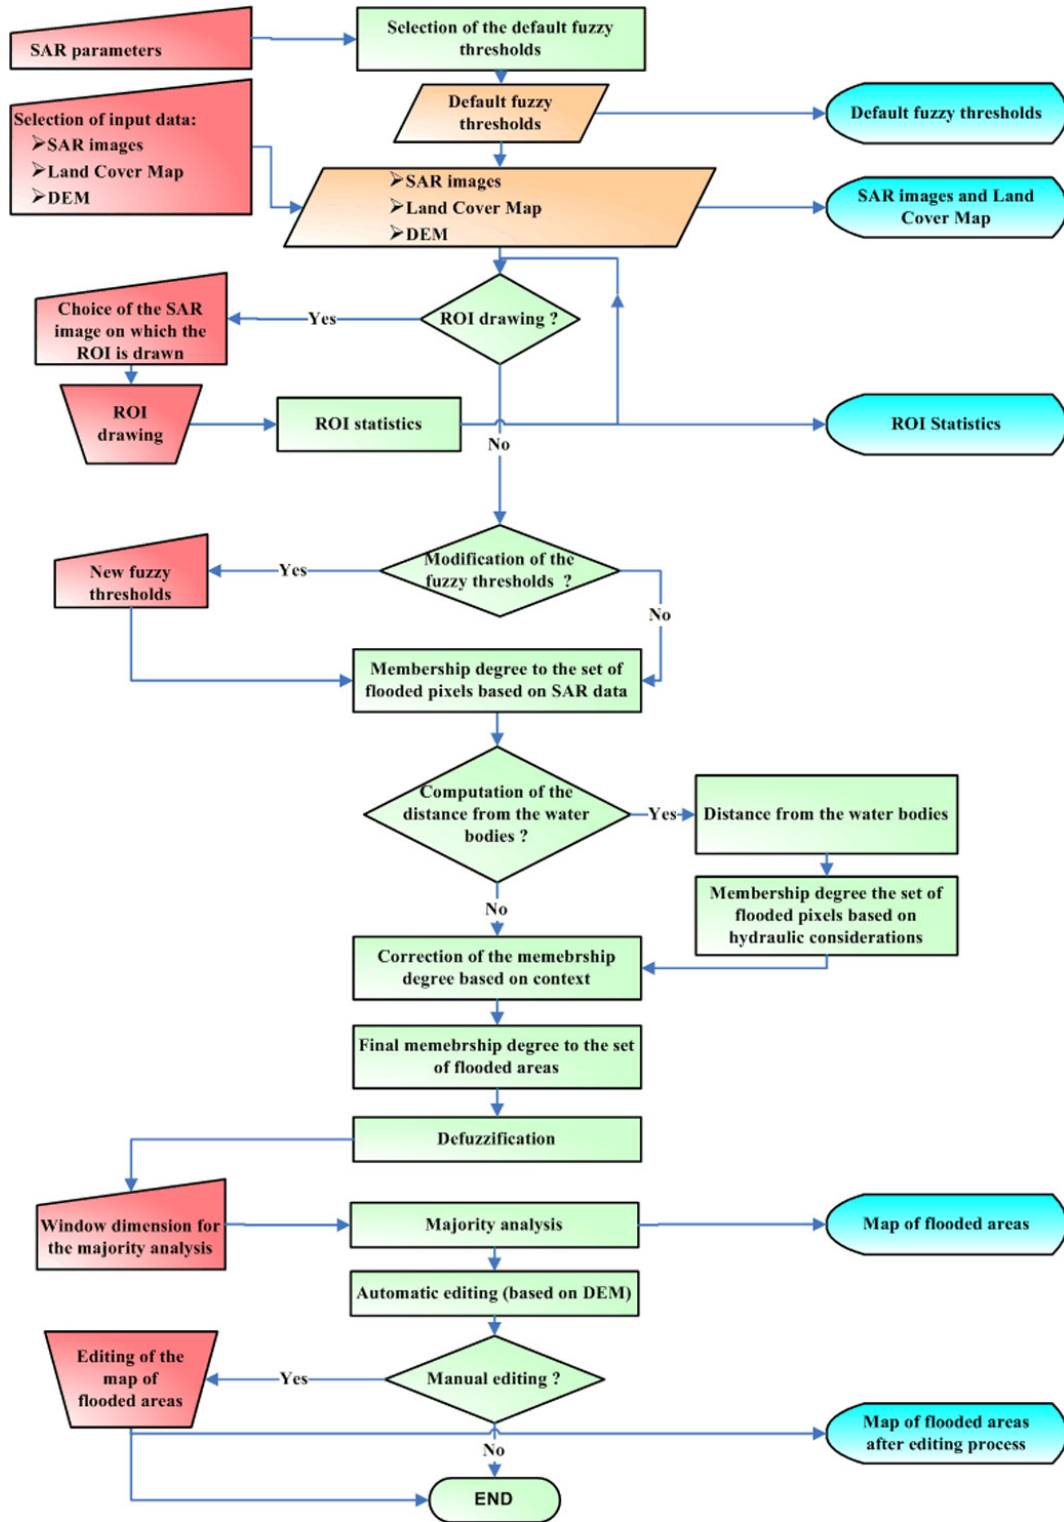 SAR parameters
Selection of the default fuzzy
thresholds
Default fuzzy
thresholds
Default fuzzy thresholds
Selection of input data:
➢SAR images
➢Land Cover Map
➢DEM
➢SAR images
➢Land Cover Map
➢DEM
SAR images and Land
Cover Map
Choice of the SAR
image on which the
ROI is drawn
Yes
ROI drawing ?
ROI
drawing
ROI statistics
No
ROI Statistics
New fuzzy
thresholds
Yes
Modification of the
fuzzy thresholds ?
No
Membership degree to the set of
flooded pixels based on SAR data
Computation of the
distance from the water
bodies ?
Yes
Distance from the water bodies
No
Membership degree the set of
flooded pixels based on
hydraulic considerations
Correction of the memebrship
degree based on context
Final memebrship degree to the set
of flooded areas
Defuzzification
Window dimension for
the majority analysis
Majority analysis
Map of flooded areas
Automatic editing (based on DEM)
Editing of the
map of
flooded areas
Yes
Manual editing ?
No
Map of flooded areas
after editing process
END